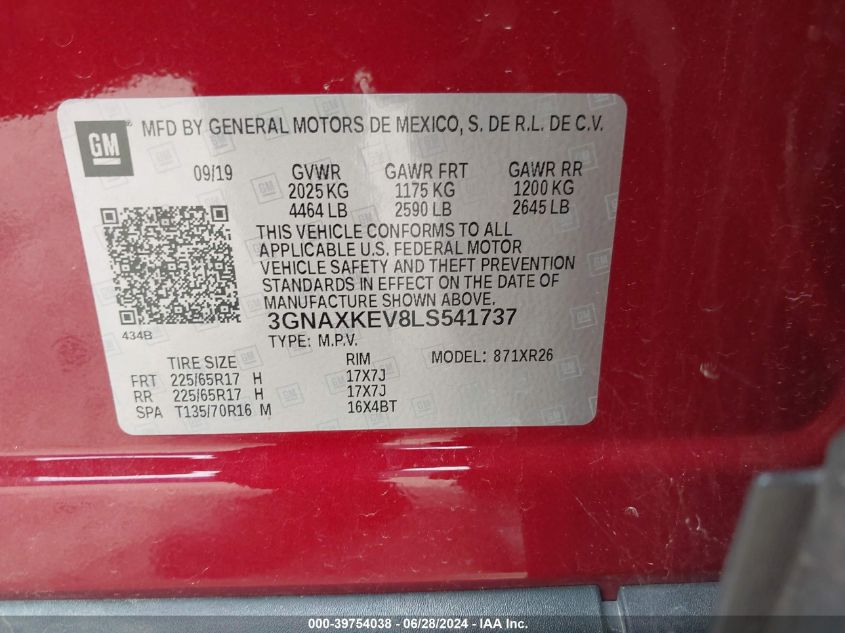 GM
MFD BY GENERAL MOTORS DE MEXICO, S. DE R.L. DE C.V.
09/19 GVWR GAWR FRT GAWR RR
2025 KG 1175 KG 1200 KG
4464 LB 2590 LB 2645 LB
THIS VEHICLE CONFORMS TO ALL
APPLICABLE U.S. FEDERAL MOTOR
VEHICLE SAFETY AND THEFT PREVENTION
STANDARDS IN EFFECT ON THE DATE OF
MANUFACTURE SHOWN ABOVE.
434B
3GNAXKEV8LS541737
TYPE: M.P.V.
TIRE SIZE RIM MODEL: 871XR26
FRT 225/65R17 H 17X7J
RR 225/65R17 H 17X7J
SPA T135/70R16 M 16X4BT
000-39754038 - 06/28/2024 - IAA Inc.